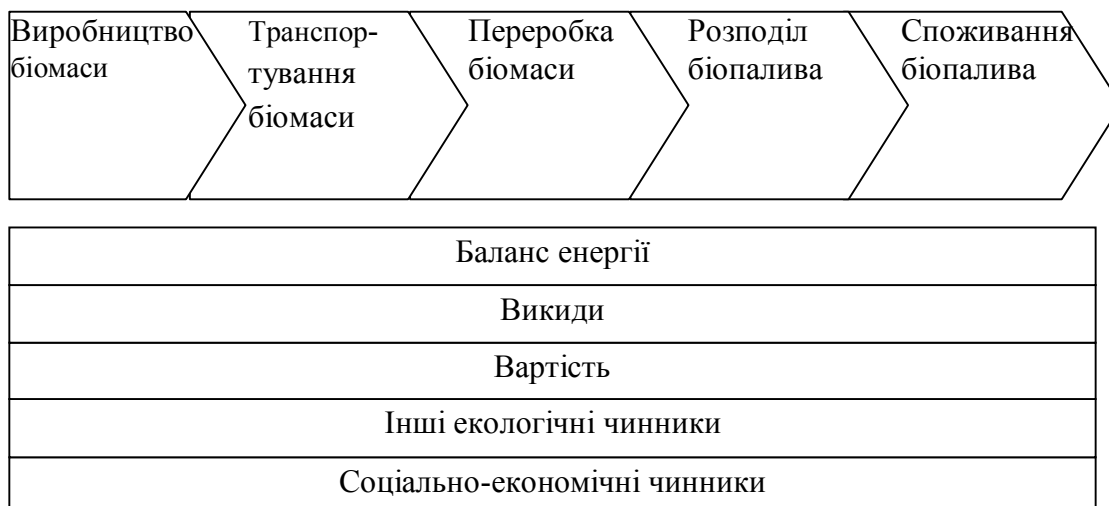 Виробництво
біомаси
Транспор-
тування
біомаси
Переробка
біомаси
Розподіл
біопалива
Споживання
біопалива
Баланс енергії
Викиди
Вартість
Інші екологічні чинники
Соціально-економічні чинники